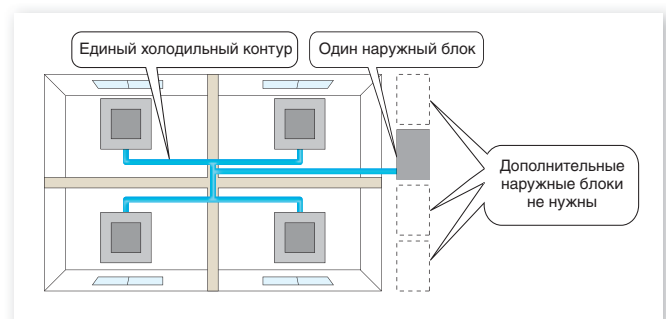 Единый холодильный контур
Один наружный блок
Дополнительные
наружные блоки
не нужны